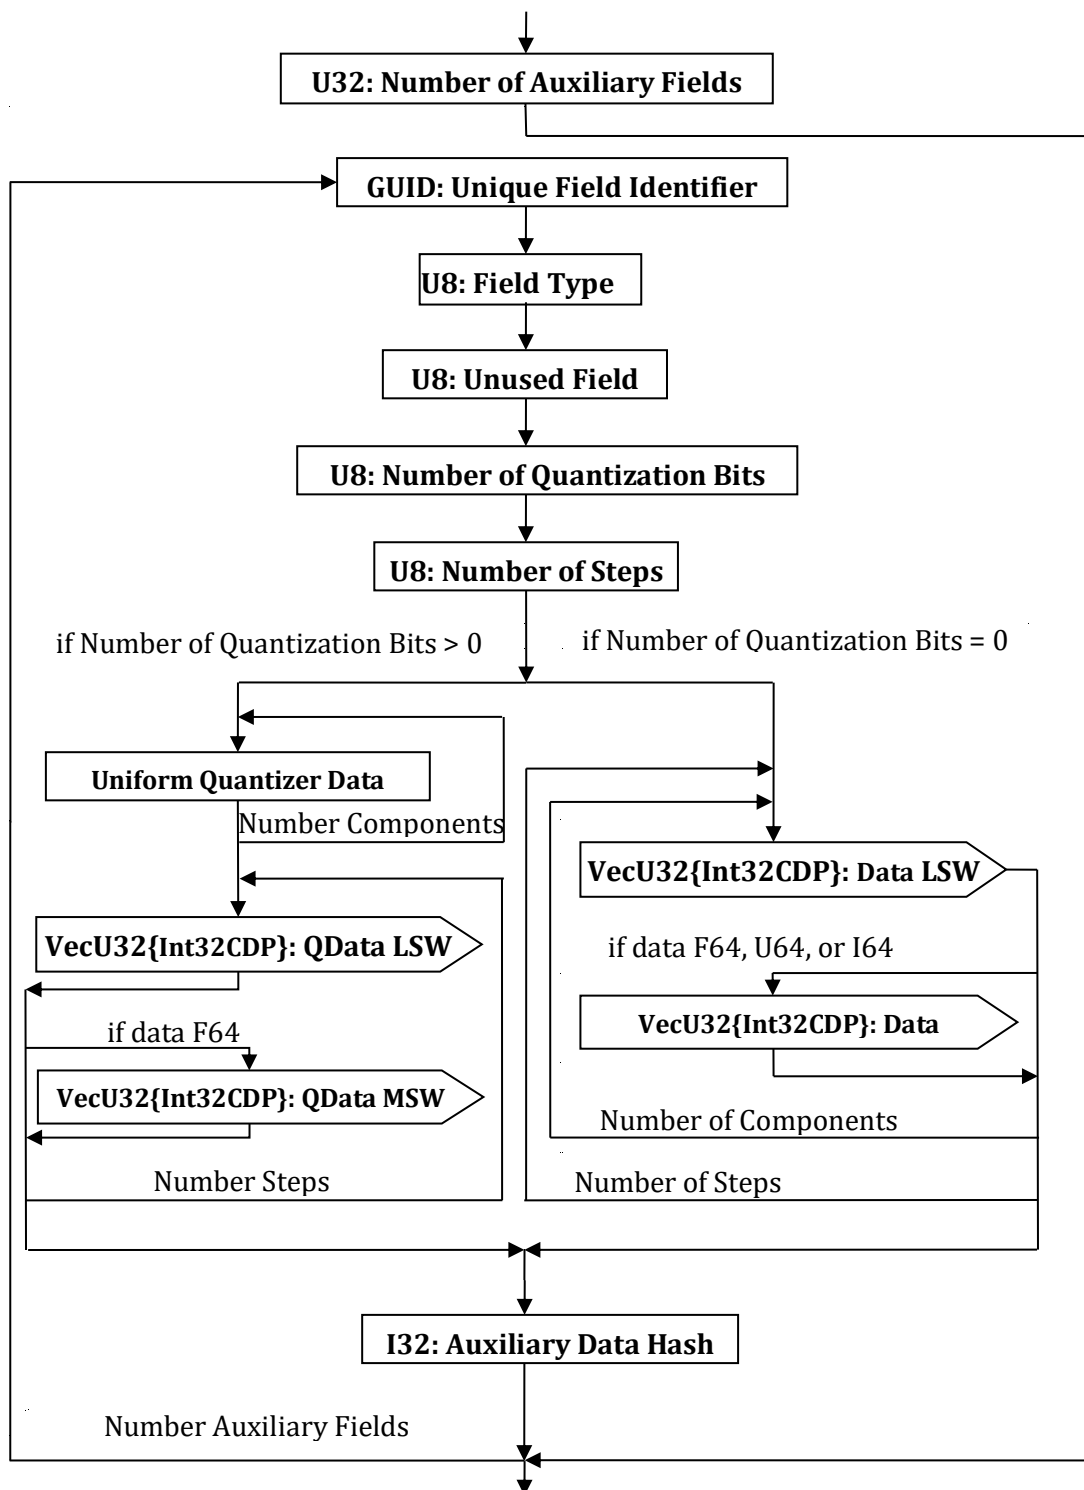 U32: Number of Auxiliary Fields
GUID: Unique Field Identifier
U8: Field Type
U8: Unused Field
U8: Number of Quantization Bits
U8: Number of Steps
if Number of Quantization Bits > 0
if Number of Quantization Bits = 0
Uniform Quantizer Data
Number Components
VecU32{Int32CDP}: QData LSW
if data F64
VecU32{Int32CDP}: QData MSW
Number Steps
VecU32{Int32CDP}: Data LSW
if data F64, U64, or I64
VecU32{Int32CDP}: Data
Number of Components
Number of Steps
I32: Auxiliary Data Hash
Number Auxiliary Fields